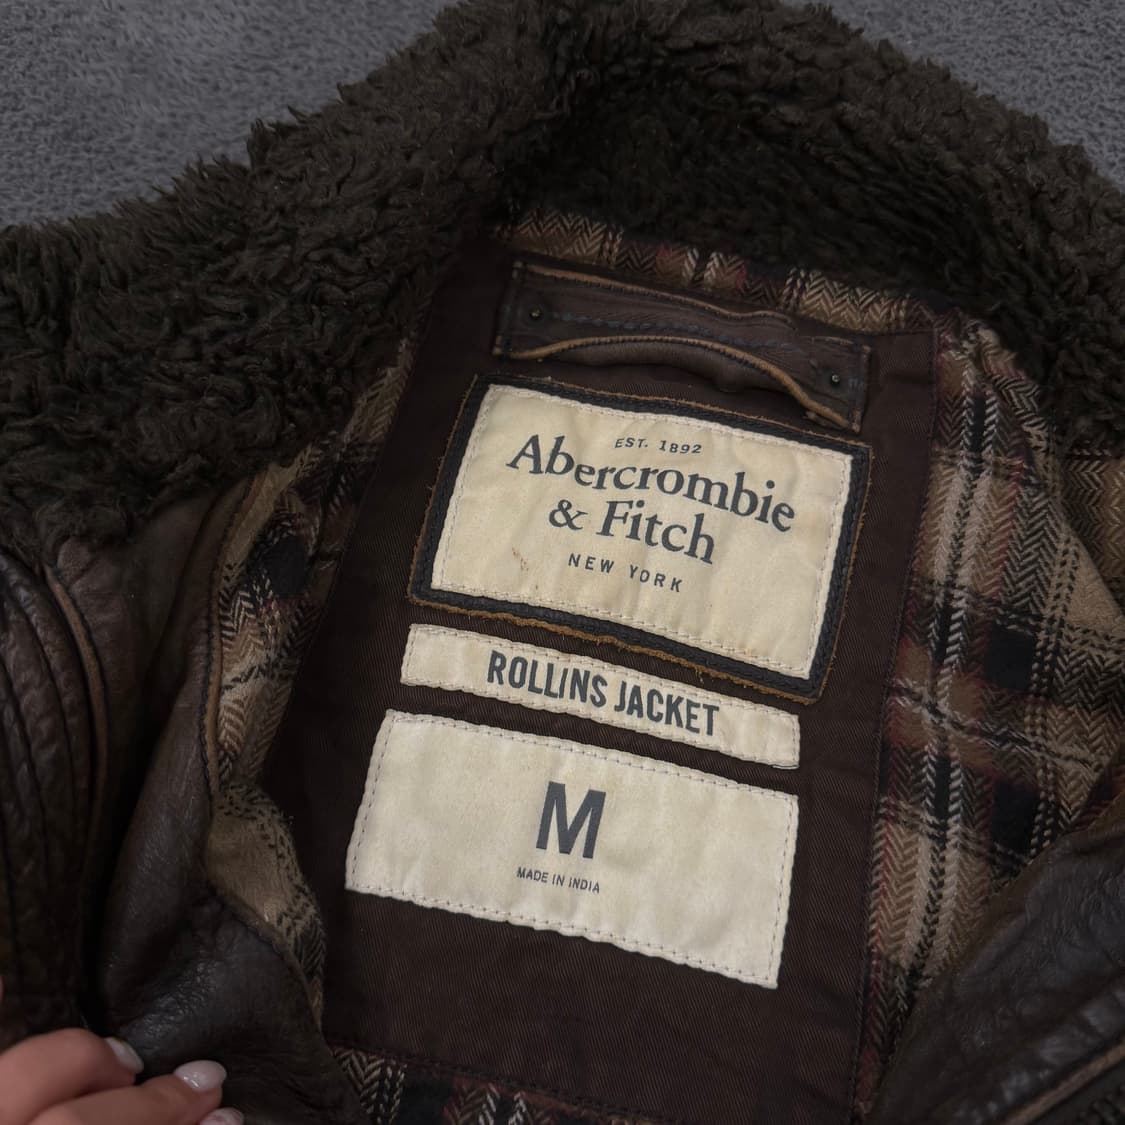 EST. 1892
Abercrombie
& Fitch
NEW YORK
ROLLINS JACKET
M
MADE IN INDIA